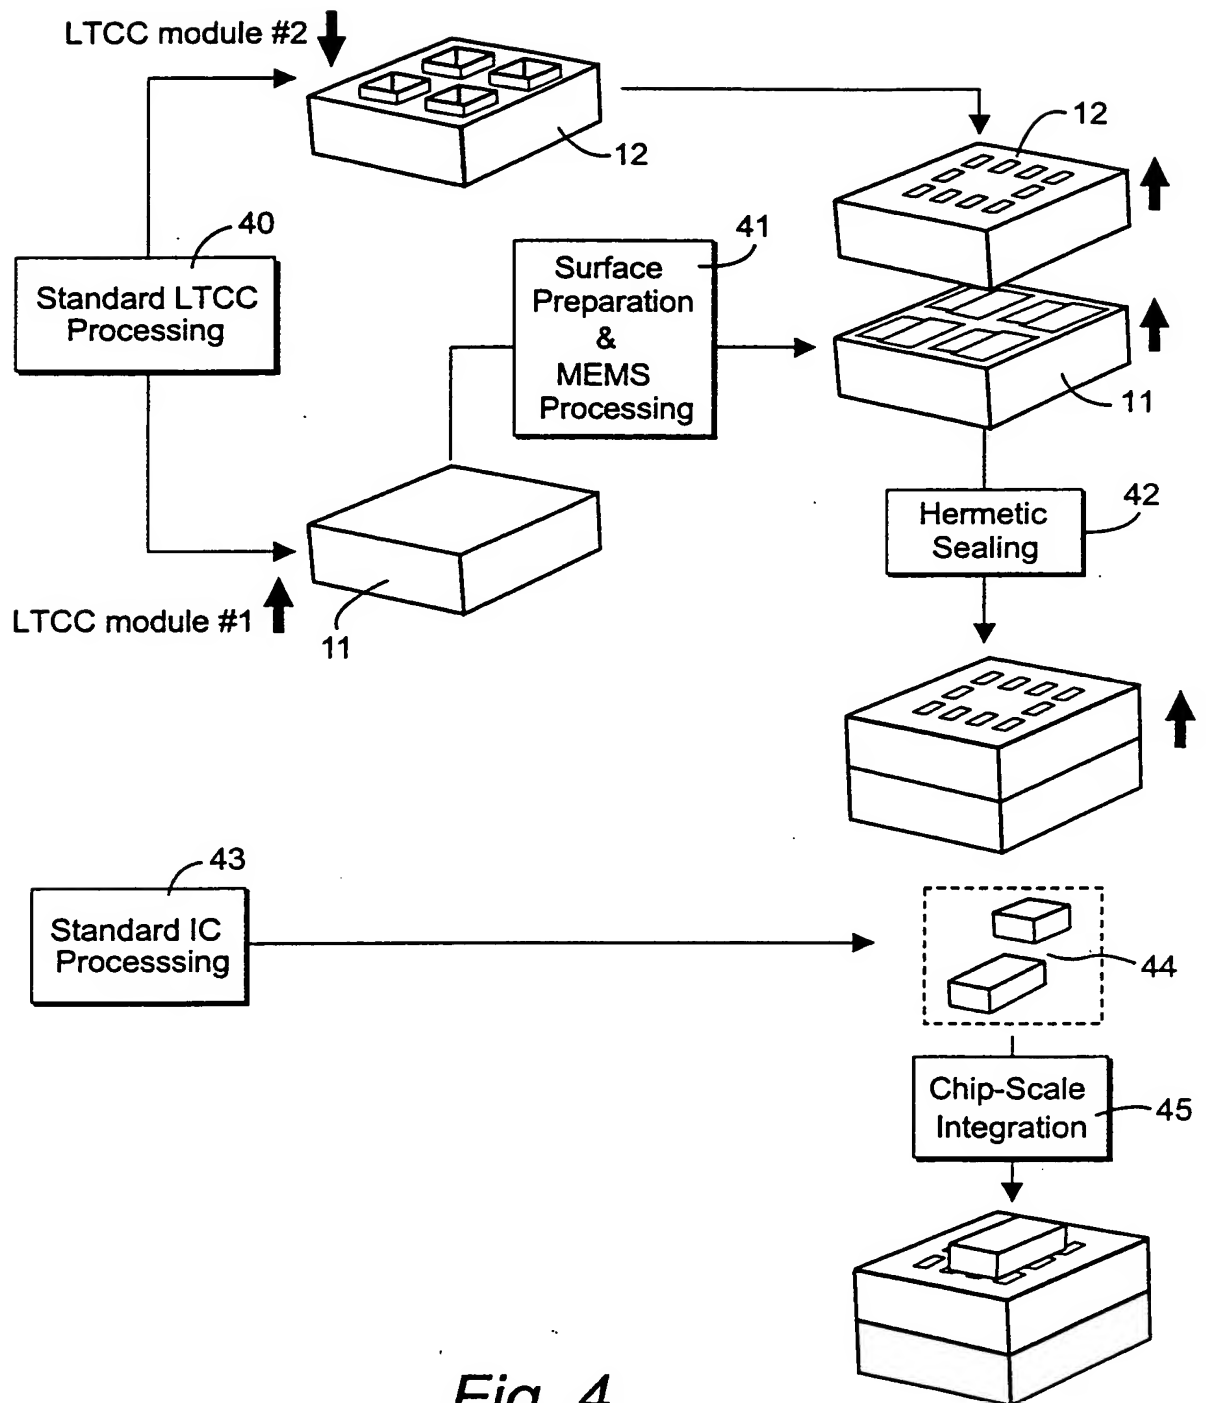 LTCC module #2
12
12
40
Standard LTCC
Processing
41
Surface
Preparation
&
MEMS
Processing
11
LTCC module #1
11
Hermetic
Sealing
42
43
Standard IC
Processsing
44
Chip-Scale
Integration
45
Fig. 4